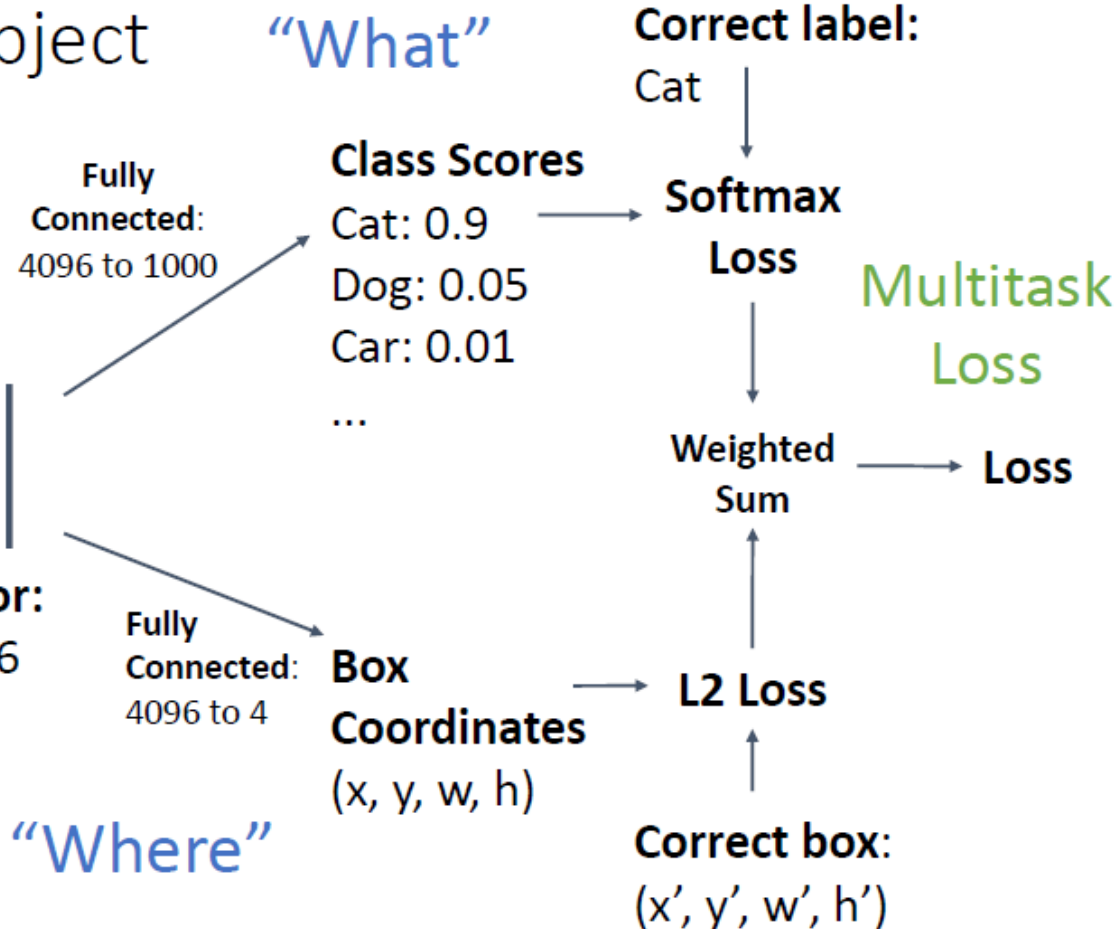 bject
“What”
Correct label:
Cat
Fully
Connected:
4096 to 1000
Class Scores
Cat: 0.9
Dog: 0.05
Car: 0.01
...
Softmax
Loss
Multitask
Loss
Weighted
Sum
Loss
or:
6
Fully
Connected:
4096 to 4
Box
Coordinates
(x, y, w, h)
L2 Loss
“Where”
Correct box:
(x’, y’, w’, h’)